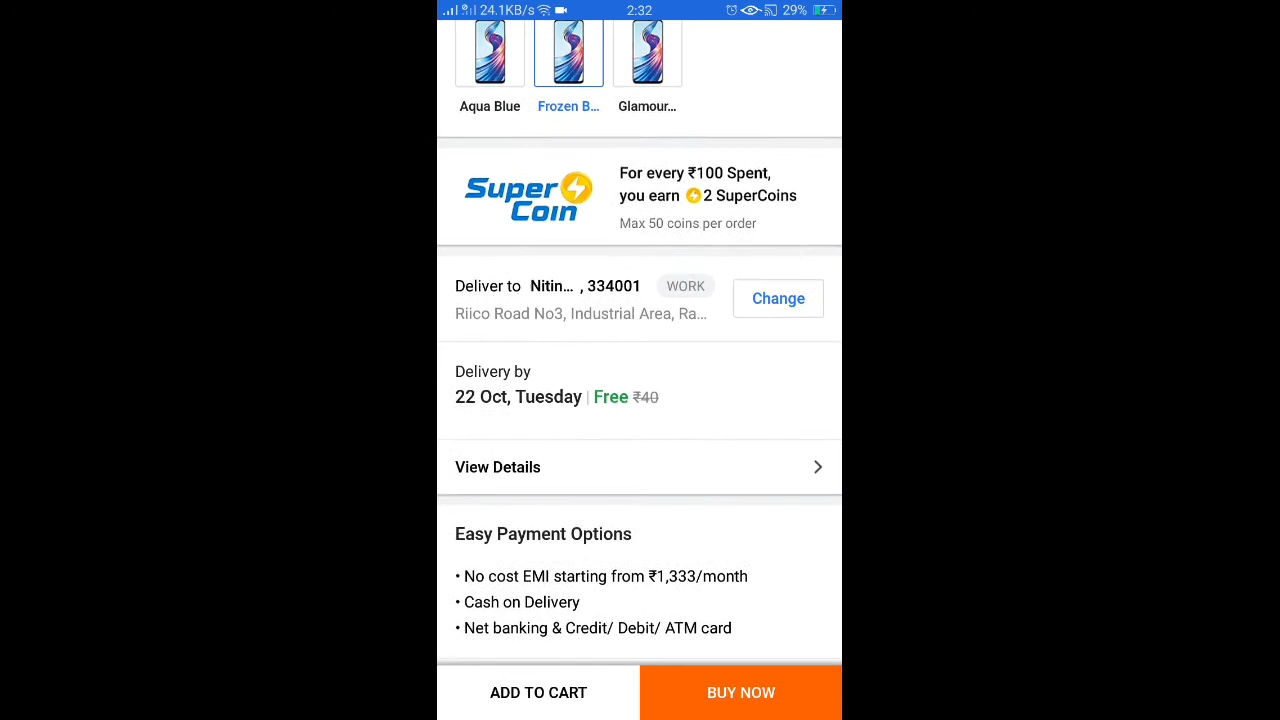 24.1KB/s 2:32 29%
Aqua Blue Frozen B... Glamour...
Super Coin
For every ₹100 Spent,
you earn 2 SuperCoins
Max 50 coins per order
Deliver to Nitin... , 334001 WORK
Change
Riico Road No3, Industrial Area, Ra...
Delivery by
22 Oct, Tuesday | Free ₹40
View Details
Easy Payment Options
• No cost EMI starting from ₹1,333/month
• Cash on Delivery
• Net banking & Credit/ Debit/ ATM card
ADD TO CART BUY NOW